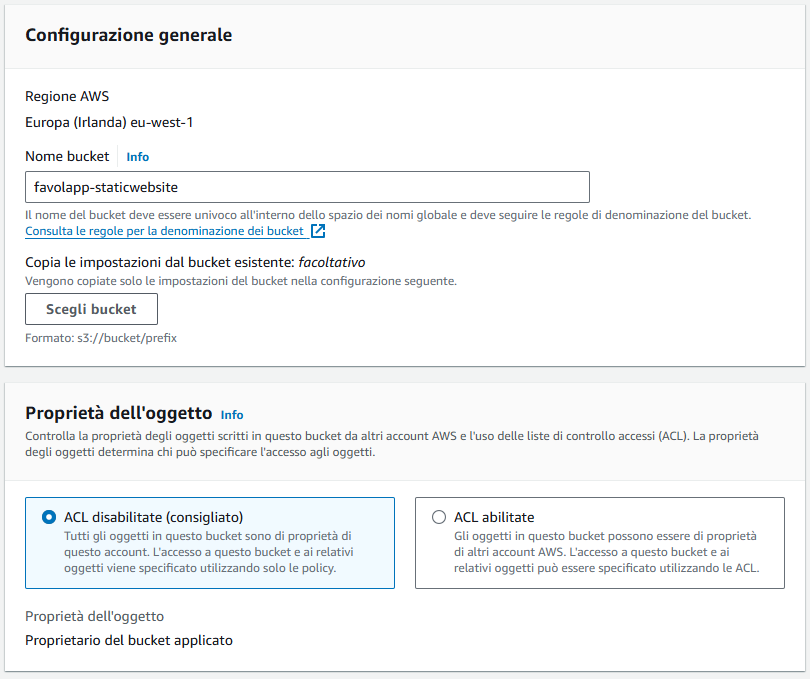 Configurazione generale
Regione AWS
Europa (Irlanda) eu-west-1
Nome bucket Info
favolapp-staticwebsite
Il nome del bucket deve essere univoco all'interno dello spazio dei nomi globale e deve seguire le regole di denominazione del bucket.
Consulta le regole per la denominazione dei bucket
Copia le impostazioni dal bucket esistente: facoltativo
Vengono copiate solo le impostazioni del bucket nella configurazione seguente.
Scegli bucket
Formato: s3://bucket/prefix
Proprietà dell'oggetto Info
Controlla la proprietà degli oggetti scritti in questo bucket da altri account AWS e l'uso delle liste di controllo accessi (ACL). La proprietà
degli oggetti determina chi può specificare l'accesso agli oggetti.
ACL disabilitate (consigliato)
Tutti gli oggetti in questo bucket sono di proprietà di
questo account. L'accesso a questo bucket e ai relativi
oggetti viene specificato utilizzando solo le policy.
ACL abilitate
Gli oggetti in questo bucket possono essere di proprietà
di altri account AWS. L'accesso a questo bucket e ai
relativi oggetti può essere specificato utilizzando le ACL.
Proprietà dell'oggetto
Proprietario del bucket applicato